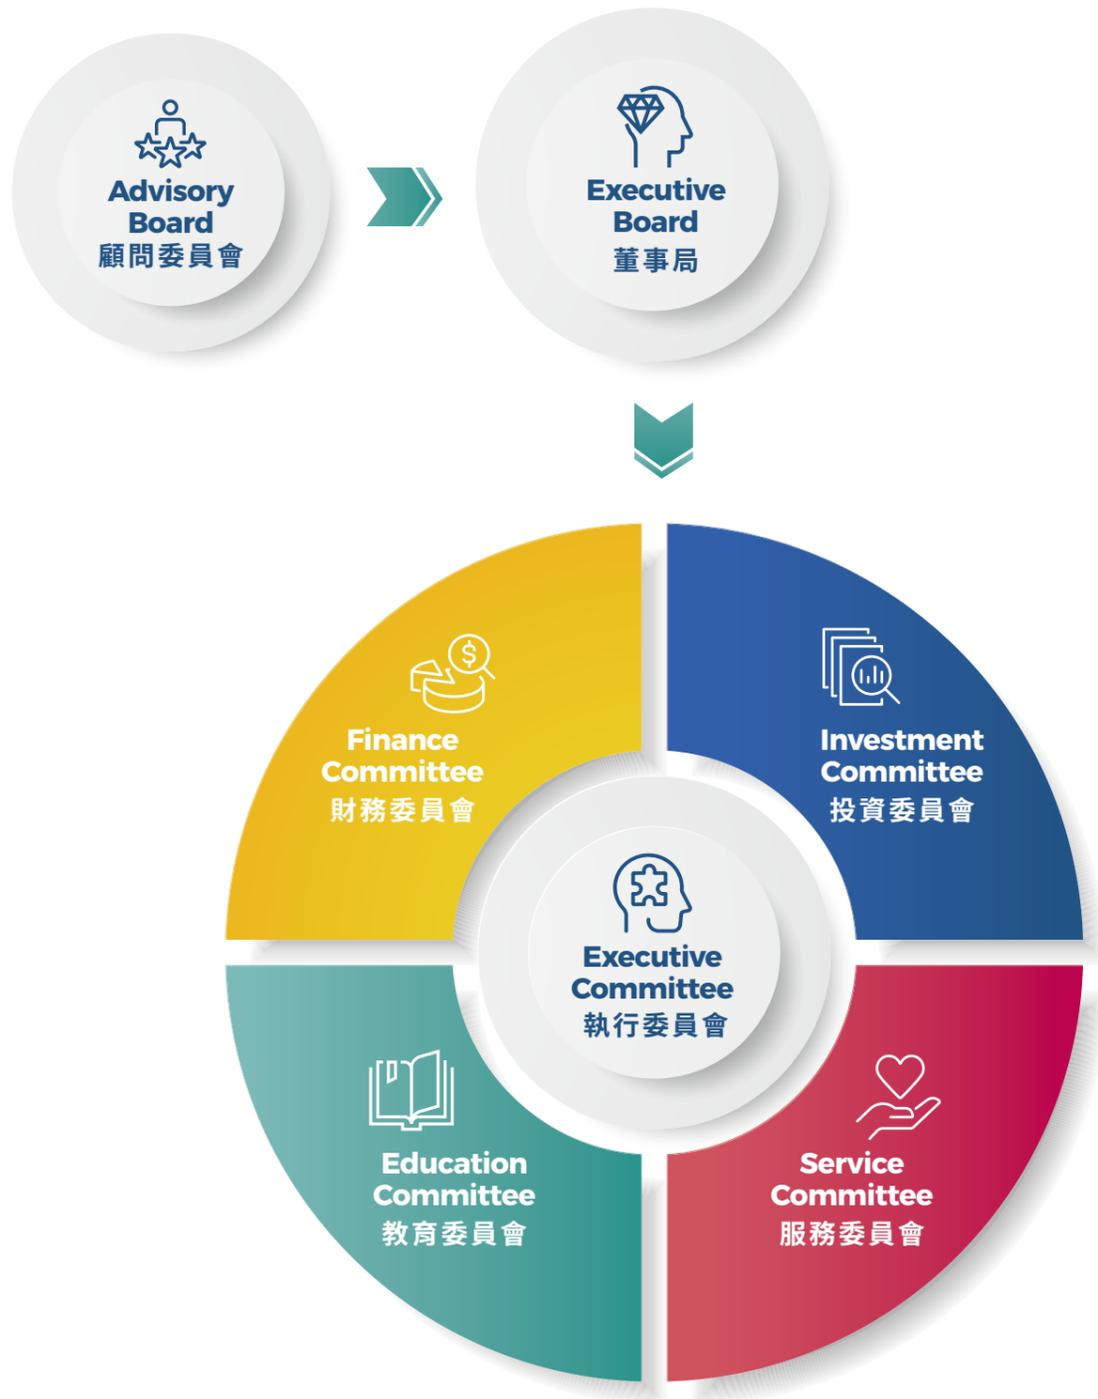 Advisory
Board
顧問委員會
Executive
Board
董事局
Finance
Committee
財務委員會
Investment
Committee
投資委員會
Executive
Committee
執行委員會
Education
Committee
教育委員會
Service
Committee
服務委員會